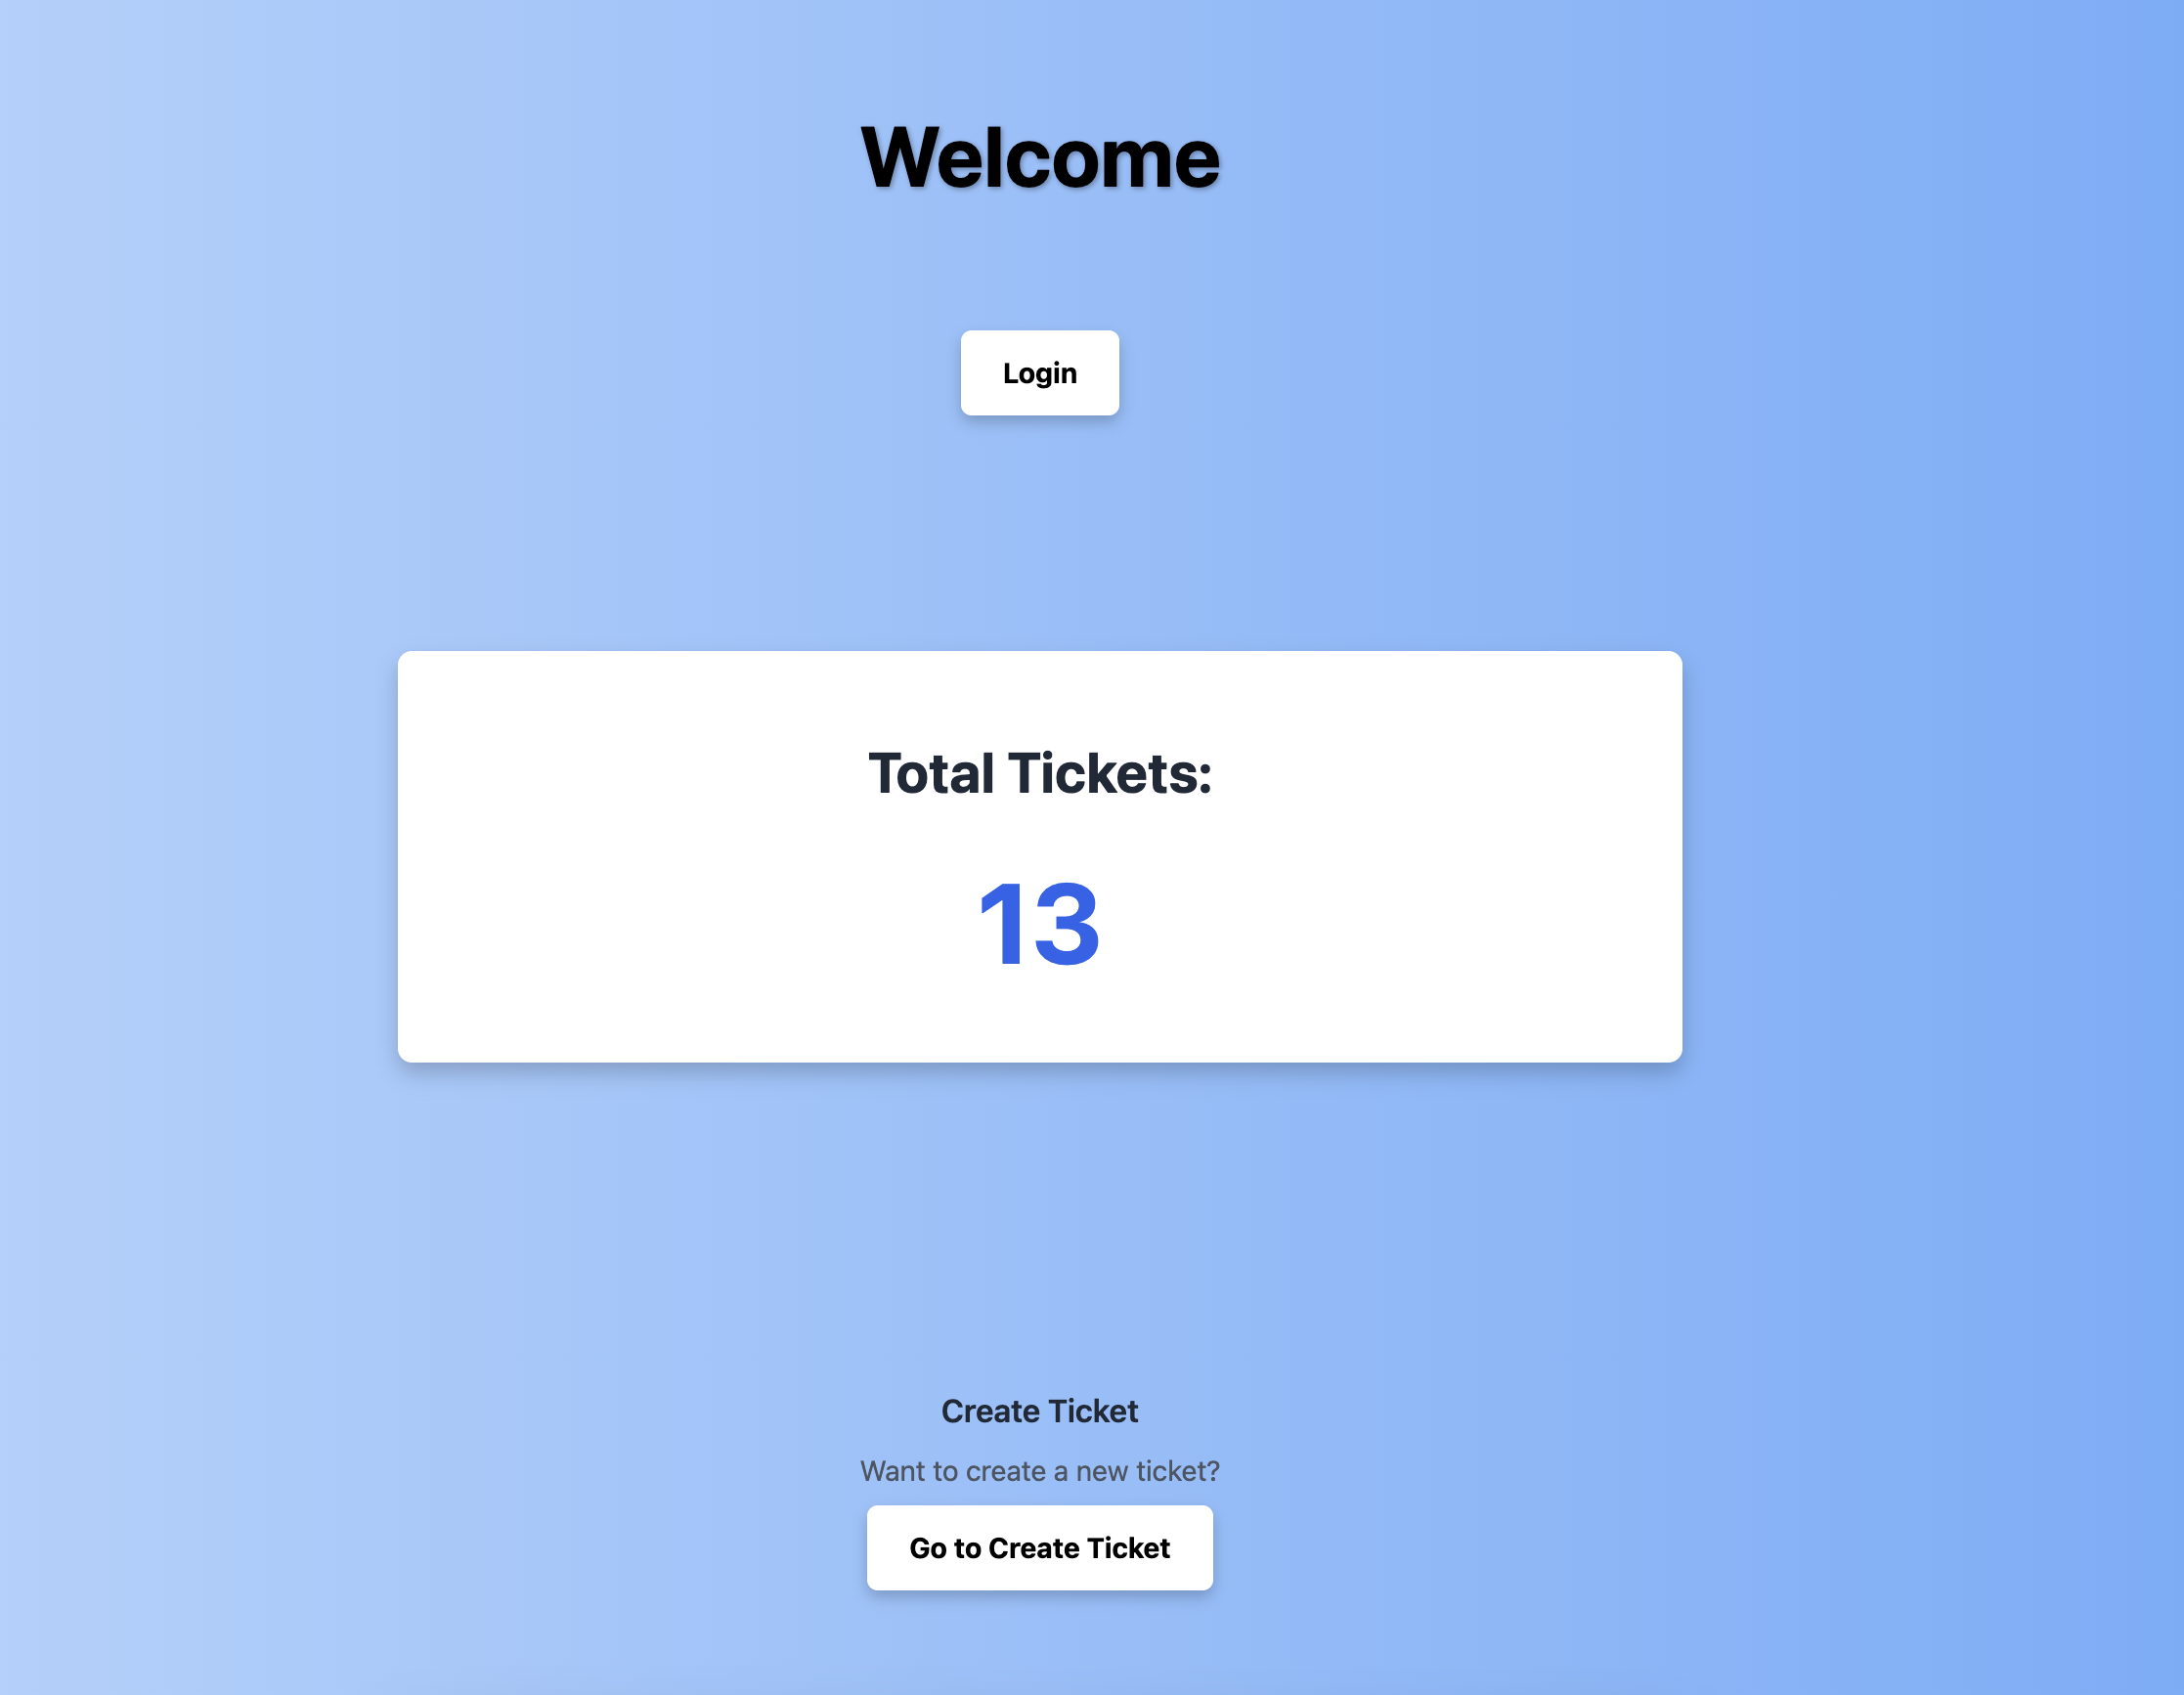 Welcome
Login
Total Tickets:
13
Create Ticket
Want to create a new ticket?
Go to Create Ticket